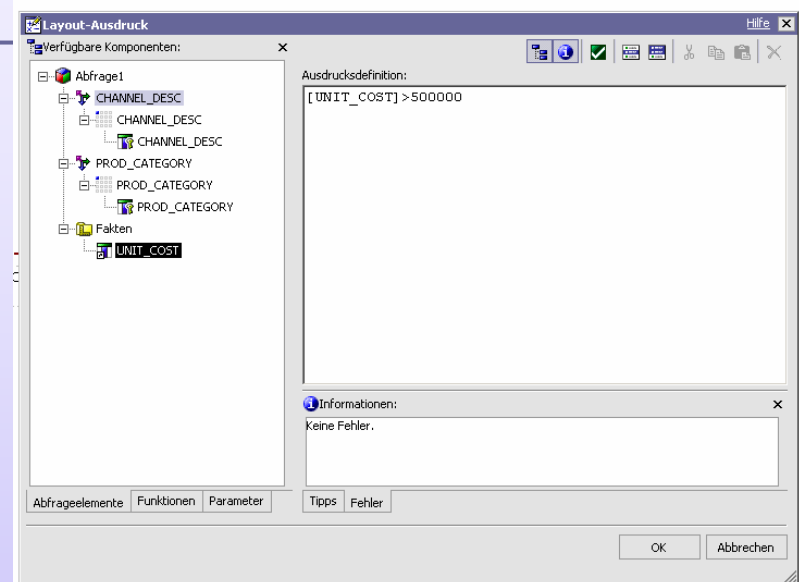 Layout-Ausdruck
Hilfe
Verfügbare Komponenten:
Abfrage1
CHANNEL_DESC
CHANNEL_DESC
CHANNEL_DESC
PROD_CATEGORY
PROD_CATEGORY
PROD_CATEGORY
Fakten
UNIT_COST
Abfrageelemente Funktionen Parameter
Ausdrucksdefinition:
[UNIT_COST]>500000
Informationen:
Keine Fehler.
Tipps Fehler
OK Abbrechen